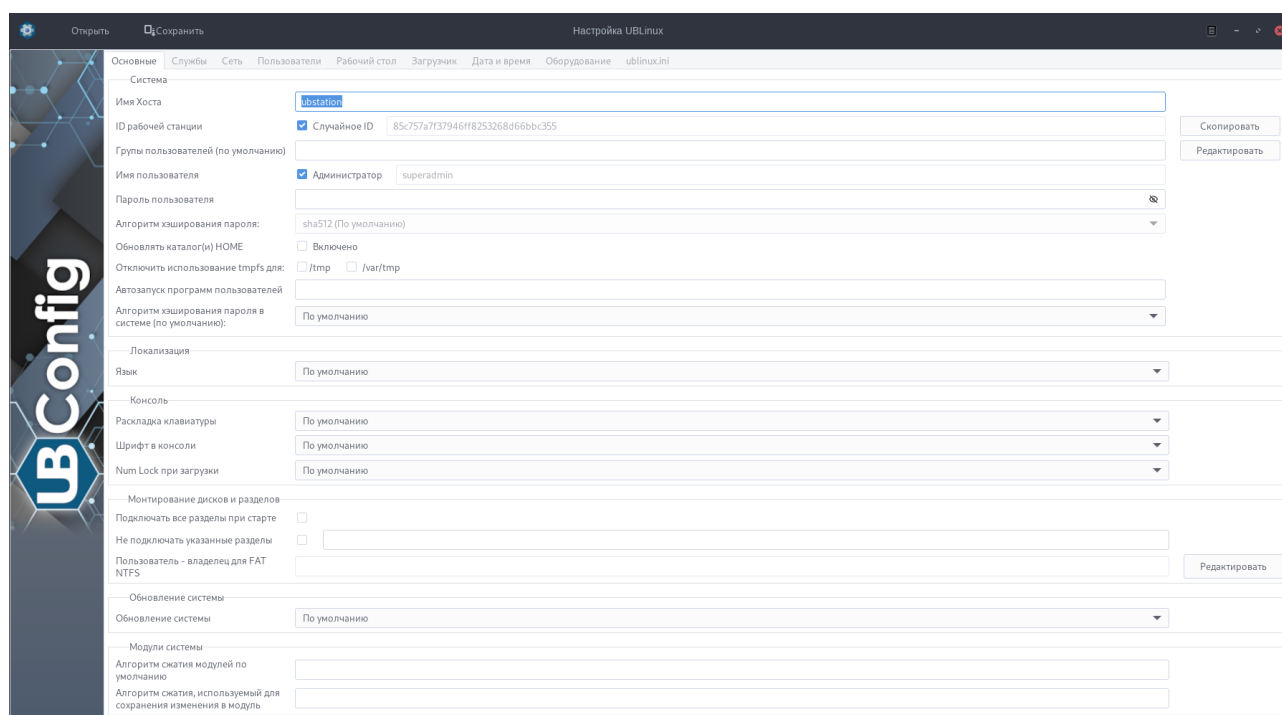 Открыть Сохранить Настройка UBLinux
Основные Службы Сеть Пользователи Рабочий стол Загрузчик Дата и время Оборудование ublinux.ini
Система
Имя Хоста ubstation
ID рабочей станции Случайное ID 85c757a7f37946ff8253268d66bbc355 Скопировать
Групы пользователей (по умолчанию) Редактировать
Имя пользователя Администратор superadmin
Пароль пользователя
Алгоритм хэширования пароля: sha512 (По умолчанию)
Обновлять каталог(и) HOME Включено
Отключить использование tmpfs для: /tmp /var/tmp
Автозапуск программ пользователей
Алгоритм хэширования пароля в
системе (по умолчанию): По умолчанию
Локализация
Язык По умолчанию
Консоль
Раскладка клавиатуры По умолчанию
Шрифт в консоли По умолчанию
Num Lock при загрузки По умолчанию
Монтирование дисков и разделов
Подключать все разделы при старте
Не подключать указанные разделы
Пользователь - владелец для FAT
NTFS Редактировать
Обновление системы
Обновление системы По умолчанию
Модули системы
Алгоритм сжатия модулей по
умолчанию
Алгоритм сжатия, используемый для
сохранения изменения в модуль
UBConfig